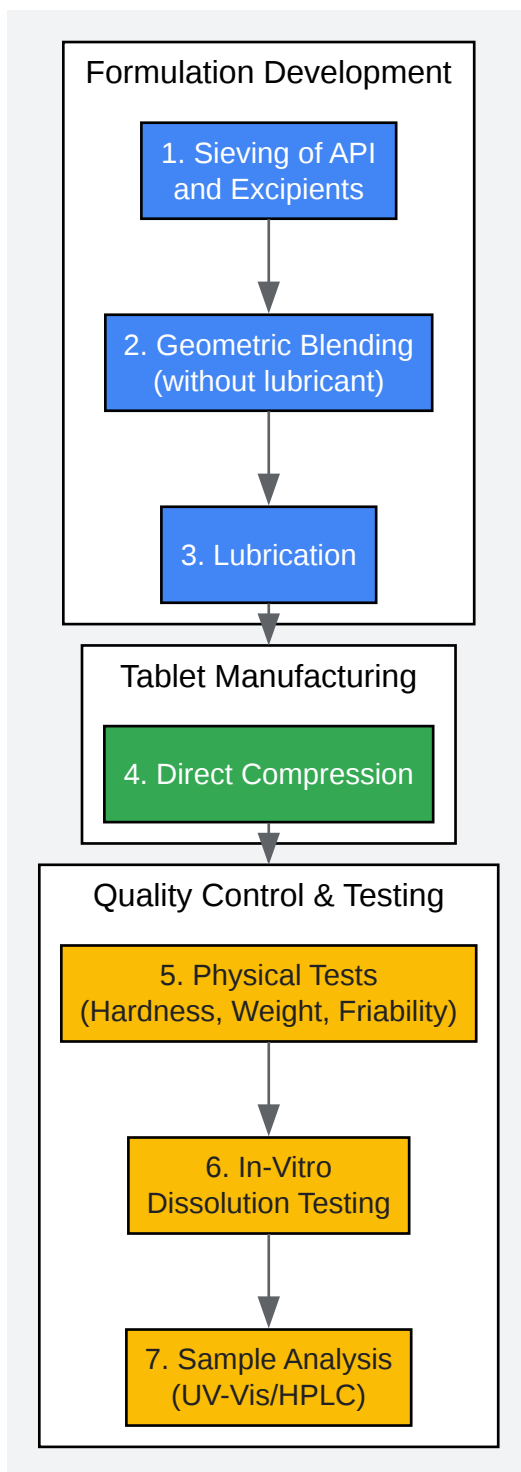 Formulation Development
1. Sieving of API
and Excipients
2. Geometric Blending
(without lubricant)
3. Lubrication
Tablet Manufacturing
4. Direct Compression
Quality Control & Testing
5. Physical Tests
(Hardness, Weight, Friability)
6. In-Vitro
Dissolution Testing
7. Sample Analysis
(UV-Vis/HPLC)